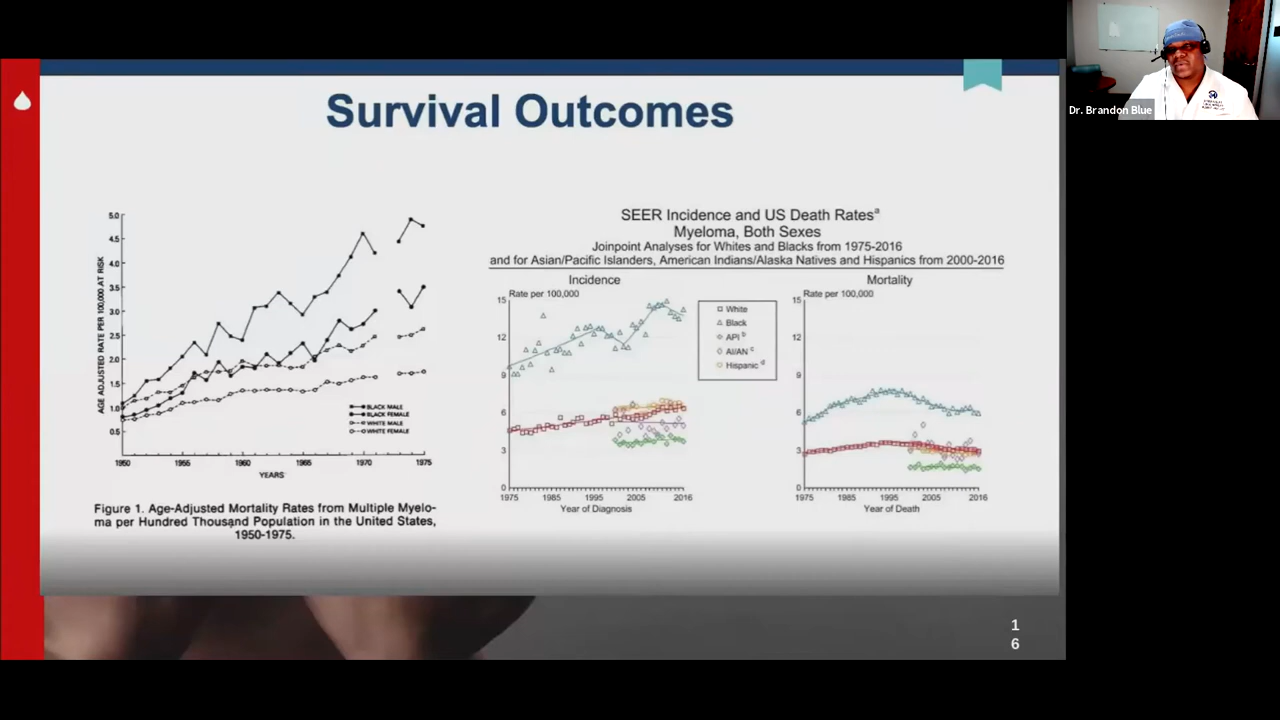 Survival Outcomes
Dr. Brandon Blue
AGE ADJUSTED RATE PER 100,000 AT RISK
5.0
4.5
4.0
3.5
3.0
2.5
2.0
1.5
1.0
0.5
BLACK MALE
BLACK FEMALE
WHITE MALE
WHITE FEMALE
1950 1955 1960 1965 1970 1975
YEARS
Figure 1. Age-Adjusted Mortality Rates from Multiple Myelo-
ma per Hundred Thousand Population in the United States,
1950-1975.
SEER Incidence and US Death Rates a
Myeloma, Both Sexes
Joinpoint Analyses for Whites and Blacks from 1975-2016
and for Asian/Pacific Islanders, American Indians/Alaska Natives and Hispanics from 2000-2016
Incidence
Rate per 100,000
15
12
9
6
3
0
1975 1985 1995 2005 2016
Year of Diagnosis
White
Black
API b
AI/AN c
Hispanic d
Mortality
Rate per 100,000
15
12
9
6
3
0
1975 1985 1995 2005 2016
Year of Death
1
6